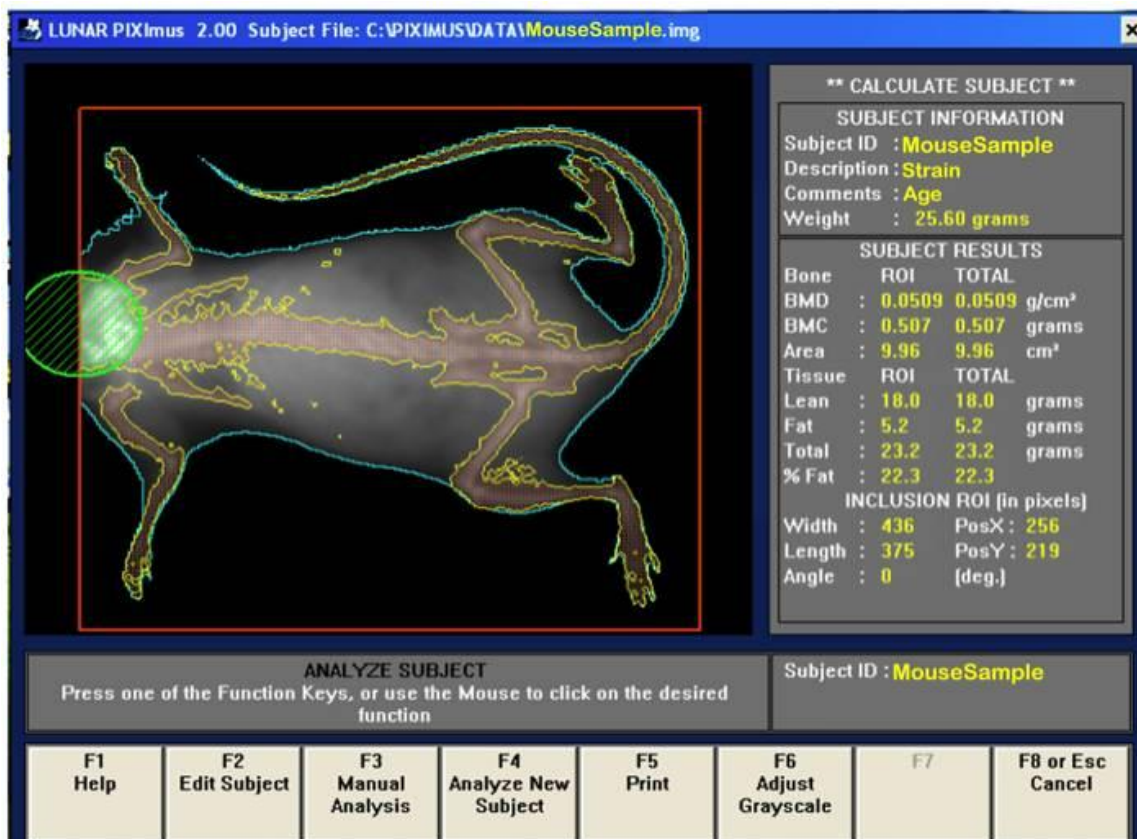 LUNAR PIXImus 2.00 Subject File: C:\PIXIMUS\DATA\MouseSample.img
** CALCULATE SUBJECT **
SUBJECT INFORMATION
Subject ID : MouseSample
Description : Strain
Comments : Age
Weight : 25.60 grams
SUBJECT RESULTS
Bone ROI TOTAL
BMD : 0.0509 0.0509 g/cm²
BMC : 0.507 0.507 grams
Area : 9.96 9.96 cm²
Tissue ROI TOTAL
Lean : 18.0 18.0 grams
Fat : 5.2 5.2 grams
Total : 23.2 23.2 grams
% Fat : 22.3 22.3
INCLUSION ROI (in pixels)
Width : 436 PosX : 256
Length : 375 PosY : 219
Angle : 0 (deg.)
ANALYZE SUBJECT
Press one of the Function Keys, or use the Mouse to click on the desired
function
Subject ID : MouseSample
F1
Help
F2
Edit Subject
F3
Manual
Analysis
F4
Analyze New
Subject
F5
Print
F6
Adjust
Grayscale
F7
F8 or Esc
Cancel